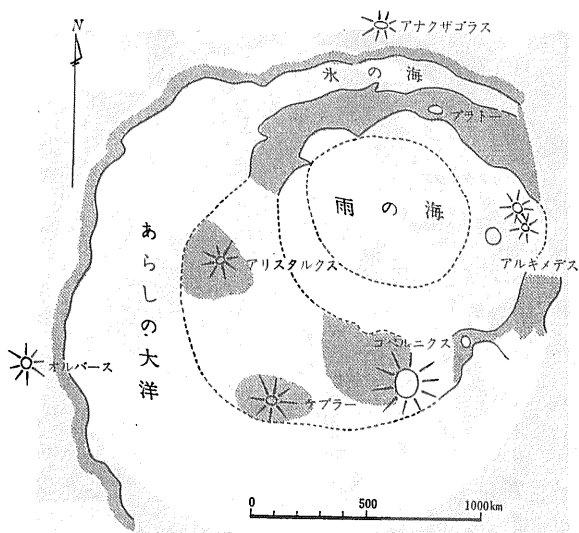 N
アナクザゴラス
氷の海
プラトー
雨の海
アルキメデス
アリスタルクス
あらしの大洋
コペルニクス
オルバース
ケプラー
0 500 1000km